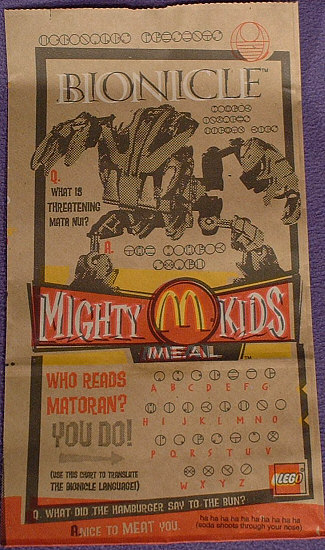 BIONICLE™
Q.
WHAT IS
THREATENING
MATA NUI?
A.
MIGHTY M KIDS
MEAL™
WHO READS
MATORAN?
YOU DO!
A B C D E F G
H I J K L M N O
P Q R S T U V
W X Y Z
(USE THIS CHART TO TRANSLATE
THE BIONICLE LANGUAGE!)
LEGO
Q. WHAT DID THE HAMBURGER SAY TO THE BUN?
A. NICE TO MEAT YOU.
ha ha ha ha ha ha ha ha ha ha
(soda shoots through your nose)